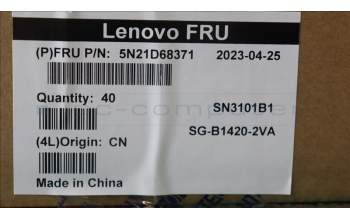 Lenovo FRU
(P)FRU P/N: 5N21D68371 2023-04-25
Quantity: 40
SN3101B1
SG-B1420-2VA
(4L)Origin: CN
Made in China